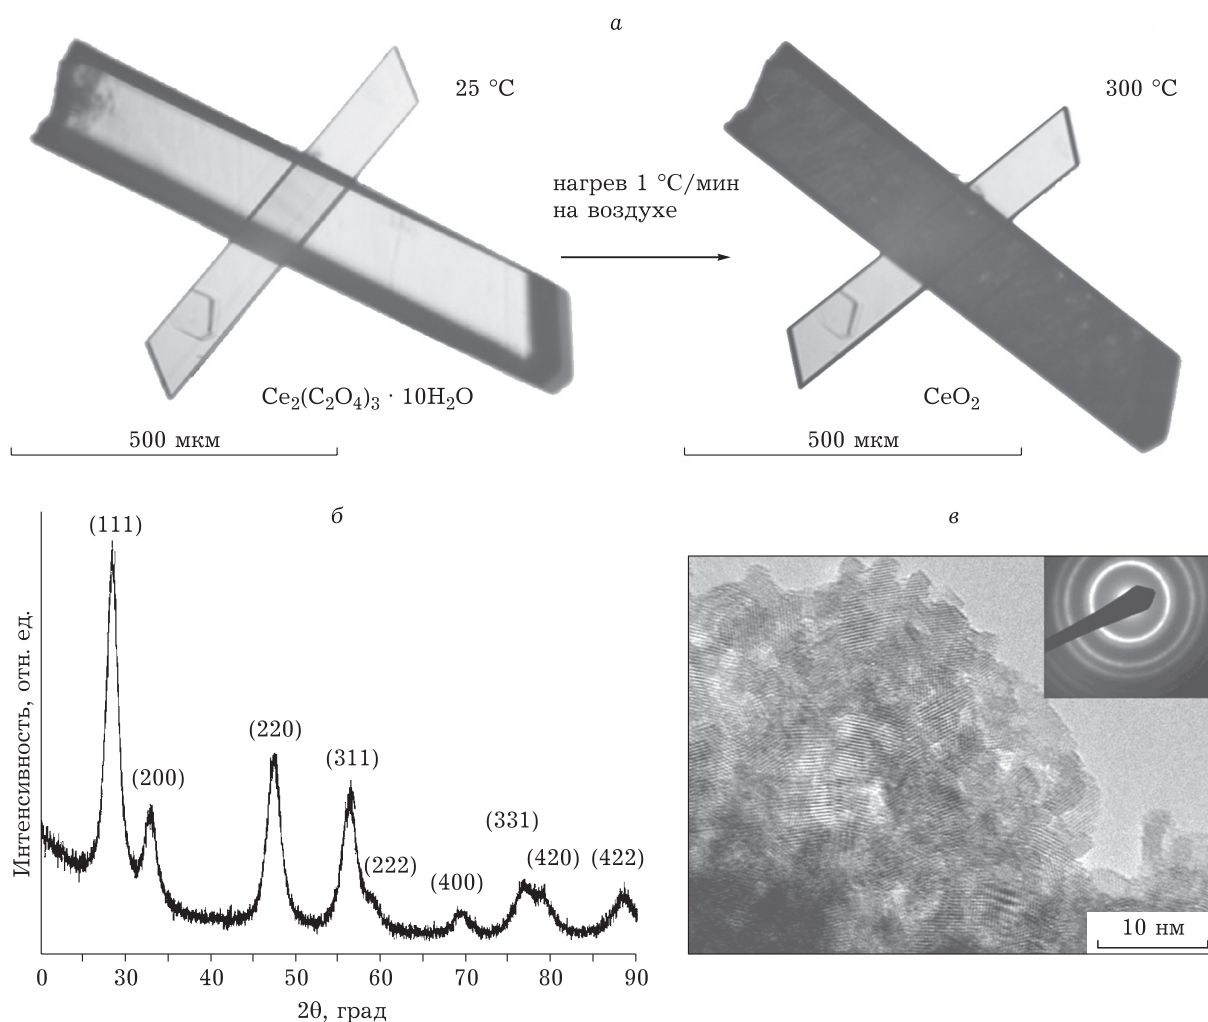 а
25 °C
300 °C
нагрев 1 °C/мин
на воздухе
Ce₂(C₂O₄)₃ · 10H₂O
CeO₂
500 мкм
500 мкм
б
в
(111)
(200)
(220)
(311)
(222)
(400)
(331)
(420)
(422)
Интенсивность, отн. ед.
0 30 40 50 60 70 80 90
2θ, град
10 нм